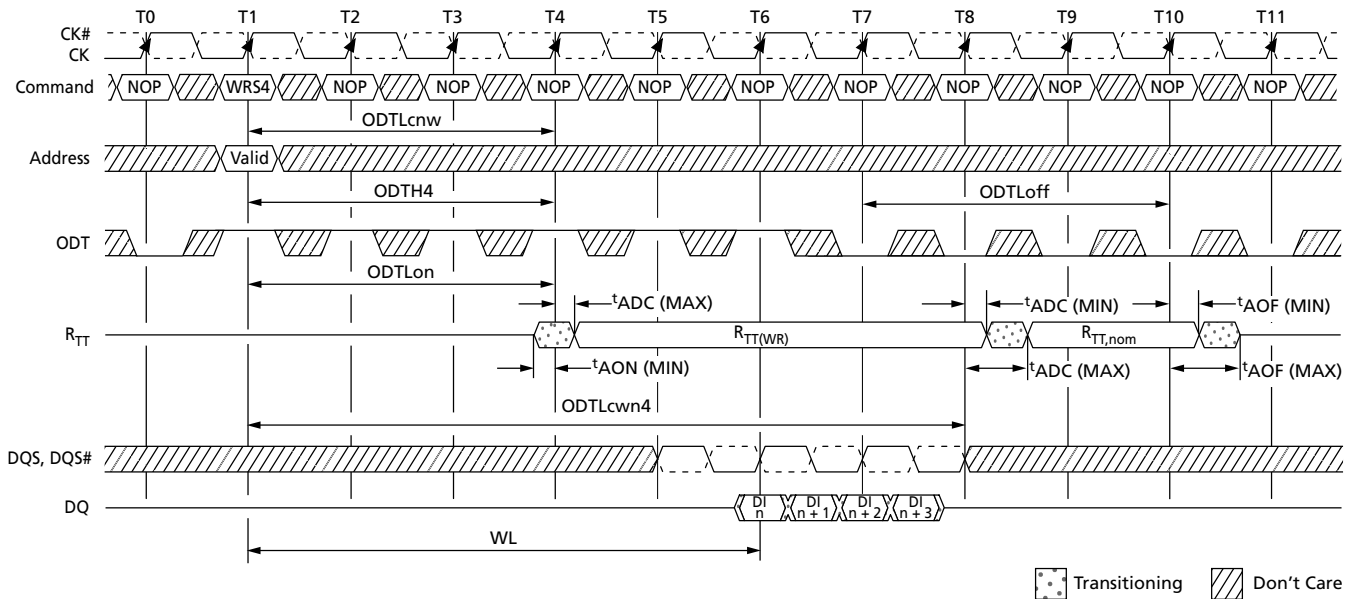 T0 T1 T2 T3 T4 T5 T6 T7 T8 T9 T10 T11
CK#
CK
Command NOP WRS4 NOP NOP NOP NOP NOP NOP NOP NOP NOP NOP
ODTLcnw
Address Valid
ODTH4 ODTLoff
ODT
ODTLon
tADC (MAX) tADC (MIN) tAOF (MIN)
RTT RTT(WR) RTT,nom
tAON (MIN) tADC (MAX) tAOF (MAX)
ODTLcwn4
DQS, DQS#
DQ DI n DI n + 1 DI n + 2 DI n + 3
WL
Transitioning Don't Care